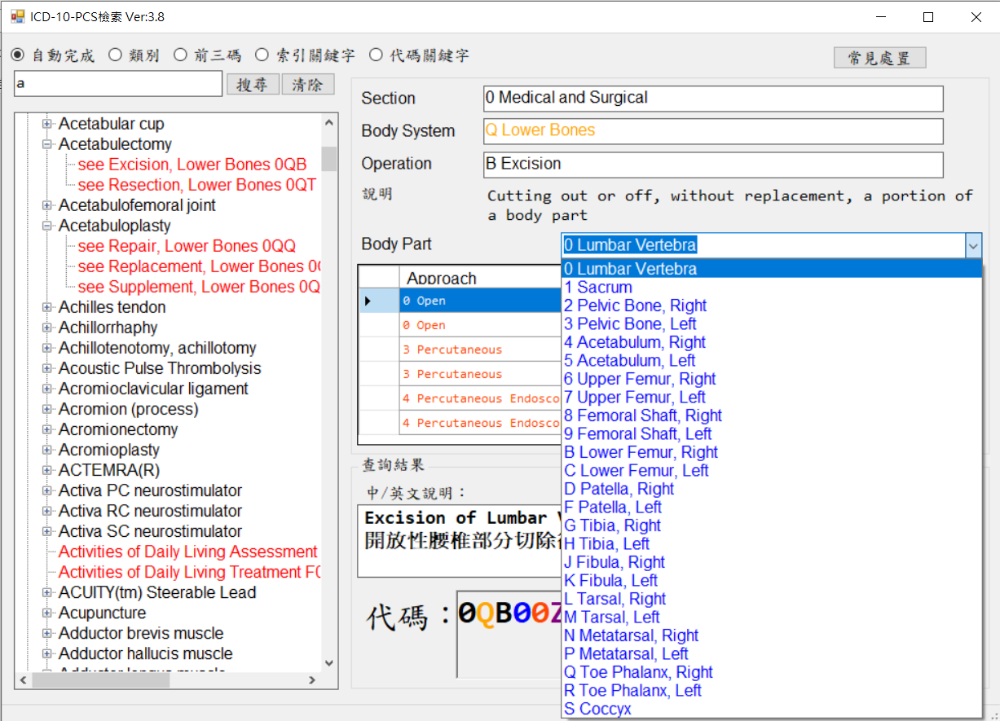 ICD-10-PCS檢索 Ver:3.8
自動完成 類別 前三碼 索引關鍵字 代碼關鍵字
常見處置
a
搜尋 清除
Acetabular cup
Acetabulectomy
see Excision, Lower Bones 0QB
see Resection, Lower Bones 0QT
Acetabulofemoral joint
Acetabuloplasty
see Repair, Lower Bones 0QQ
see Replacement, Lower Bones 0
see Supplement, Lower Bones 0Q
Achilles tendon
Achillorrhaphy
Achillotenotomy, achillotomy
Acoustic Pulse Thrombolysis
Acromioclavicular ligament
Acromion (process)
Acromionectomy
Acromioplasty
ACTEMRA(R)
Activa PC neurostimulator
Activa RC neurostimulator
Activa SC neurostimulator
Activities of Daily Living Assessment
Activities of Daily Living Treatment F0
ACUITY(tm) Steerable Lead
Acupuncture
Adductor brevis muscle
Adductor hallucis muscle
Adductor longus muscle
Section
0 Medical and Surgical
Body System
Q Lower Bones
Operation
B Excision
說明
Cutting out or off, without replacement, a portion of
a body part
Body Part
0 Lumbar Vertebra
Approach
0 Open
0 Open
3 Percutaneous
3 Percutaneous
4 Percutaneous Endosco
4 Percutaneous Endosco
0 Lumbar Vertebra
1 Sacrum
2 Pelvic Bone, Right
3 Pelvic Bone, Left
4 Acetabulum, Right
5 Acetabulum, Left
6 Upper Femur, Right
7 Upper Femur, Left
8 Femoral Shaft, Right
9 Femoral Shaft, Left
B Lower Femur, Right
C Lower Femur, Left
D Patella, Right
F Patella, Left
G Tibia, Right
H Tibia, Left
J Fibula, Right
K Fibula, Left
L Tarsal, Right
M Tarsal, Left
N Metatarsal, Right
P Metatarsal, Left
Q Toe Phalanx, Right
R Toe Phalanx, Left
S Coccyx
查詢結果
中/英文說明：
Excision of Lumbar
開放性腰椎部分切除
代碼：0QB00Z